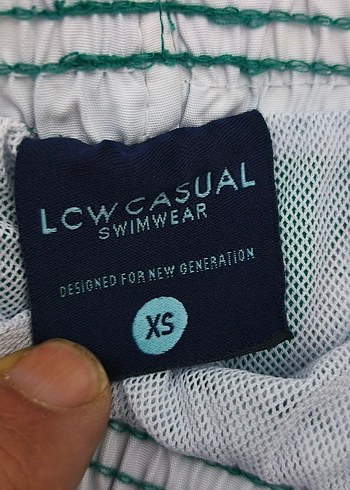 LCW CASUAL
SWIMWEAR
DESIGNED FOR NEW GENERATION
XS